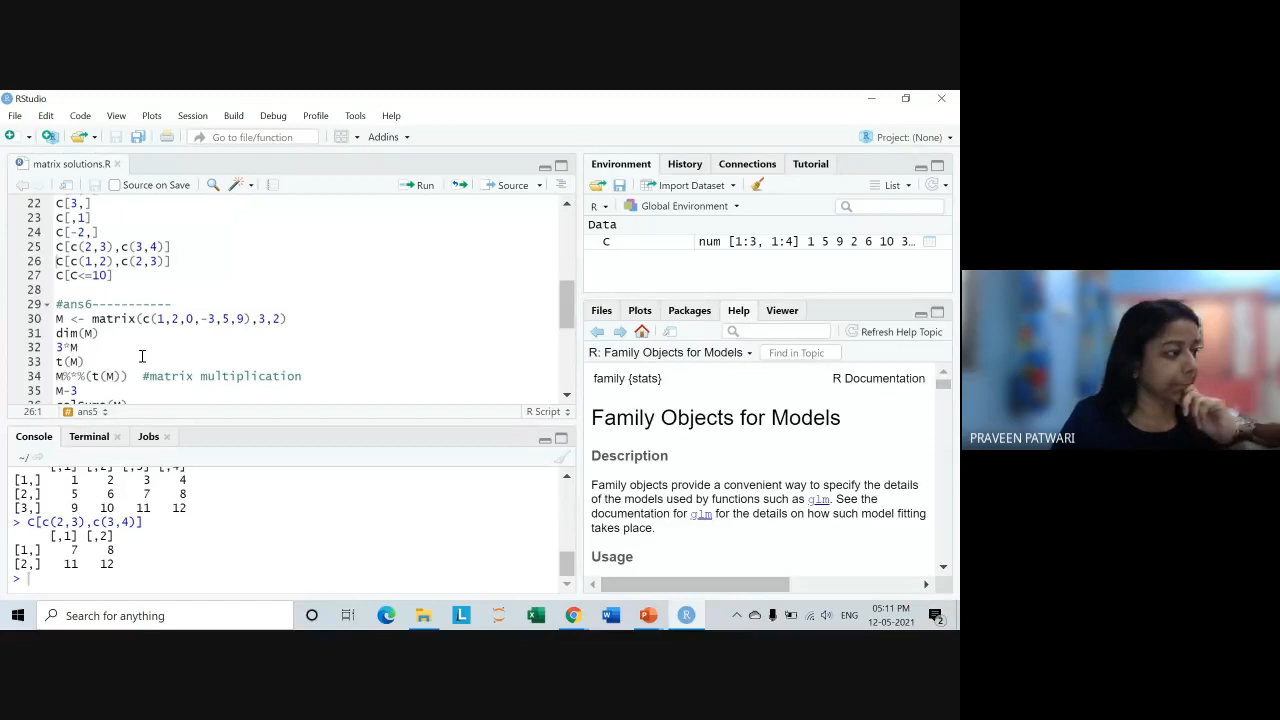 RStudio
File Edit Code View Plots Session Build Debug Profile Tools Help
Go to file/function Addins Project: (None)
matrix solutions.R
Source on Save Run Source
22 C[3,]
23 C[,1]
24 C[-2,]
25 C[c(2,3),c(3,4)]
26 C[c(1,2),c(2,3)]
27 C[C<=10]
28
29 #ans6-----------
30 M <- matrix(c(1,2,0,-3,5,9),3,2)
31 dim(M)
32 3*M
33 t(M)
34 M%*%(t(M)) #matrix multiplication
35 M-3
36 colSums(M)
26:1 ans5 R Script
Console Terminal Jobs
~/
[,1] [,2] [,3] [,4]
[1,] 1 2 3 4
[2,] 5 6 7 8
[3,] 9 10 11 12
> C[c(2,3),c(3,4)]
[,1] [,2]
[1,] 7 8
[2,] 11 12
>
Environment History Connections Tutorial
Import Dataset List
R Global Environment
Data
C num [1:3, 1:4] 1 5 9 2 6 10 3…
Files Plots Packages Help Viewer
Refresh Help Topic
R: Family Objects for Models Find in Topic
family {stats} R Documentation
Family Objects for Models
Description
Family objects provide a convenient way to specify the details
of the models used by functions such as glm. See the
documentation for glm for the details on how such model fitting
takes place.
Usage
Search for anything
ENG
05:11 PM
12-05-2021
2
PRAVEEN PATWARI